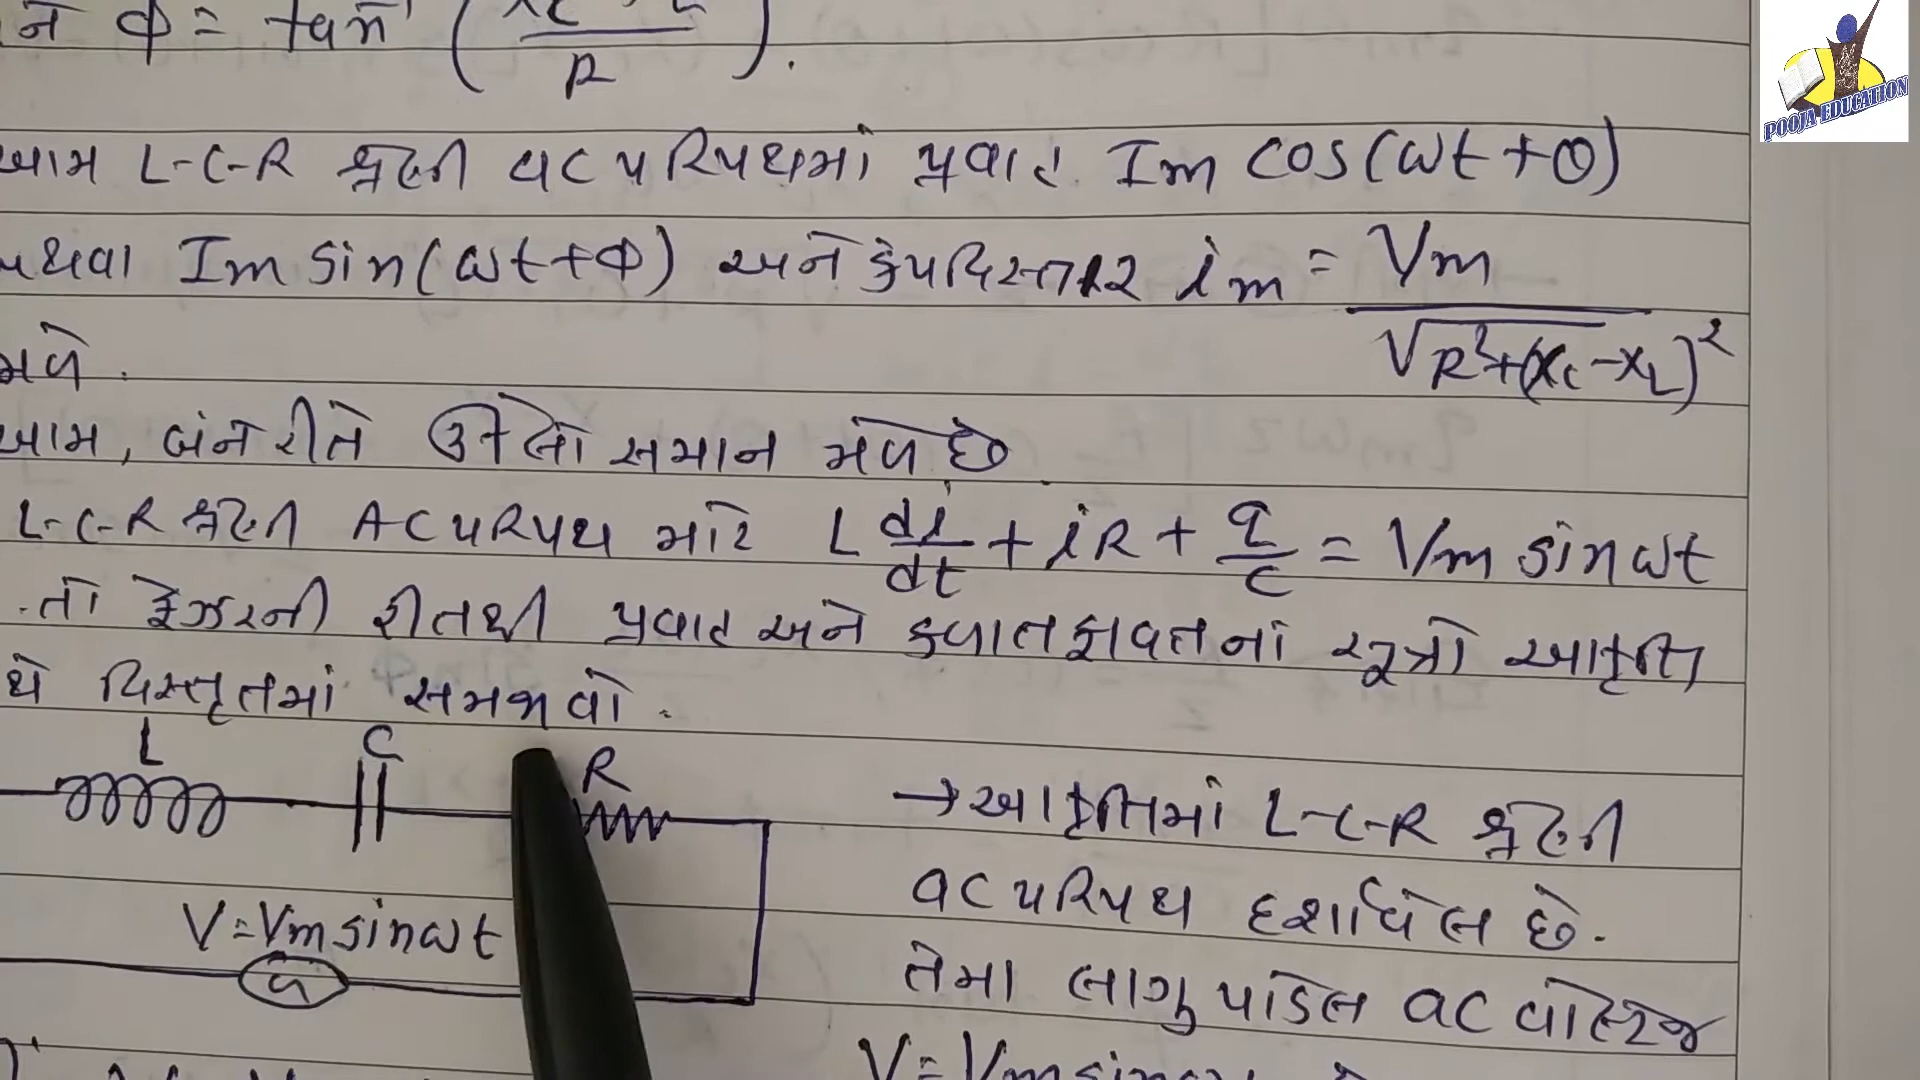 ને Φ = tan⁻¹ (Xc - XL / R).
આમ L-C-R શ્રેણી ac પરિપથમાં પ્રવાહ Im cos(ωt+θ)
અથવા Im sin(ωt+Φ) અને કંપવિસ્તાર im = Vm / √R²+(Xc-XL)²
મળે.
આમ, બંને રીતે ઉકેલો સમાન મળે છે
L-C-R શ્રેણી AC પરિપથ માટે L di/dt + iR + q/c = Vm sinωt
તો ફેઝરની રીતથી પ્રવાહ અને કળાતફાવતનાં સૂત્રો આકૃતિ
વિસ્તૃતમાં સમજાવો.
L C R
→ આકૃતિમાં L-C-R શ્રેણી
ac પરિપથ દર્શાવેલ છે.
V=Vm sinωt
તેમા લાગુ પાડેલ ac વોલ્ટેજ
V=Vm sinωt
POOJA EDUCATION